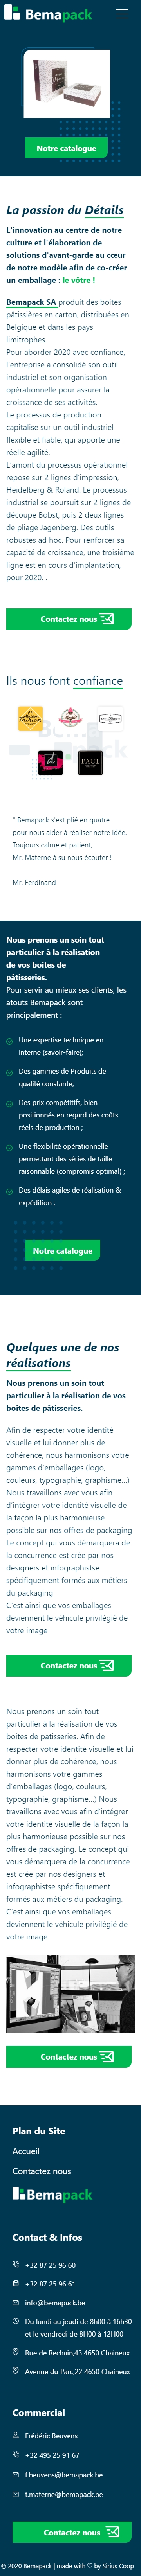 Bemapack
Notre catalogue
La passion du Détails
L'innovation au centre de notre
culture et l'élaboration de
solutions d'avant-garde au cœur
de notre modèle afin de co-créer
un emballage : le vôtre !
Bemapack SA produit des boites
pâtissières en carton, distribuées en
Belgique et dans les pays
limitrophes.
Pour aborder 2020 avec confiance,
l'entreprise a consolidé son outil
industriel et son organisation
opérationnelle pour assurer la
croissance de ses activités.
Le processus de production
capitalise sur un outil industriel
flexible et fiable, qui apporte une
réelle agilité.
L'amont du processus opérationnel
repose sur 2 lignes d'impression,
Heidelberg & Roland. Le processus
industriel se poursuit sur 2 lignes de
découpe Bobst, puis 2 deux lignes
de pliage Jagenberg. Des outils
robustes ad hoc. Pour renforcer sa
capacité de croissance, une troisième
ligne est en cours d'implantation,
pour 2020. .
Contactez nous
Ils nous font confiance
PAUL
" Bemapack s'est plié en quatre
pour nous aider à réaliser notre idée.
Toujours calme et patient,
Mr. Materne à su nous écouter !
Mr. Ferdinand
Nous prenons un soin tout
particulier à la réalisation
de vos boites de
pâtisseries.
Pour servir au mieux ses clients, les
atouts Bemapack sont
principalement :
Une expertise technique en
interne (savoir-faire);
Des gammes de Produits de
qualité constante;
Des prix compétitifs, bien
positionnés en regard des coûts
réels de production ;
Une flexibilité opérationnelle
permettant des séries de taille
raisonnable (compromis optimal) ;
Des délais agiles de réalisation &
expédition ;
Notre catalogue
Quelques une de nos
réalisations
Nous prenons un soin tout
particulier à la réalisation de vos
boites de pâtisseries.
Afin de respecter votre identité
visuelle et lui donner plus de
cohérence, nous harmonisons votre
gammes d'emballages (logo,
couleurs, typographie, graphisme...)
Nous travaillons avec vous afin
d'intégrer votre identité visuelle de
la façon la plus harmonieuse
possible sur nos offres de packaging
Le concept qui vous démarquera de
la concurrence est crée par nos
designers et infographistse
spécifiquement formés aux métiers
du packaging
C'est ainsi que vos emballages
deviennent le véhicule privilégié de
votre image
Contactez nous
Nous prenons un soin tout
particulier à la réalisation de vos
boites de patisseries. Afin de
respecter votre identité visuelle et lui
donner plus de cohérence, nous
harmonisons votre gammes
d'emballages (logo, couleurs,
typographie, graphisme...) Nous
travaillons avec vous afin d'intégrer
votre identité visuelle de la façon la
plus harmonieuse possible sur nos
offres de packaging. Le concept qui
vous démarquera de la concurrence
est crée par nos designers et
infographistse spécifiquement
formés aux métiers du packaging.
C'est ainsi que vos emballages
deviennent le véhicule privilégié de
votre image.
Contactez nous
Plan du Site
Accueil
Contactez nous
Bemapack
Contact & Infos
+32 87 25 96 60
+32 87 25 96 61
info@bemapack.be
Du lundi au jeudi de 8h00 à 16h30
et le vendredi de 8H00 à 12H00
Rue de Rechain,43 4650 Chaineux
Avenue du Parc,22 4650 Chaineux
Commercial
Frédéric Beuvens
+32 495 25 91 67
f.beuvens@bemapack.be
t.materne@bemapack.be
Contactez nous
© 2020 Bemapack | made with ♡ by Sirius Coop